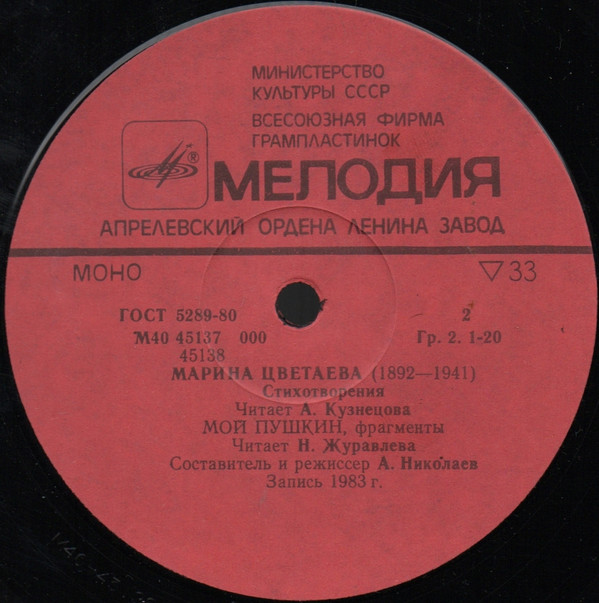 МИНИСТЕРСТВО
КУЛЬТУРЫ СССР
ВСЕСОЮЗНАЯ ФИРМА
ГРАМПЛАСТИНОК
®
МЕЛОДИЯ
АПРЕЛЕВСКИЙ ОРДЕНА ЛЕНИНА ЗАВОД
МОНО ▽33
ГОСТ 5289-80 2
М40 45137 000 Гр. 2. 1-20
45138
МАРИНА ЦВЕТАЕВА (1892—1941)
Стихотворения
Читает А. Кузнецова
МОЙ ПУШКИН, фрагменты
Читает Н. Журавлева
Составитель и режиссер А. Николаев
Запись 1983 г.